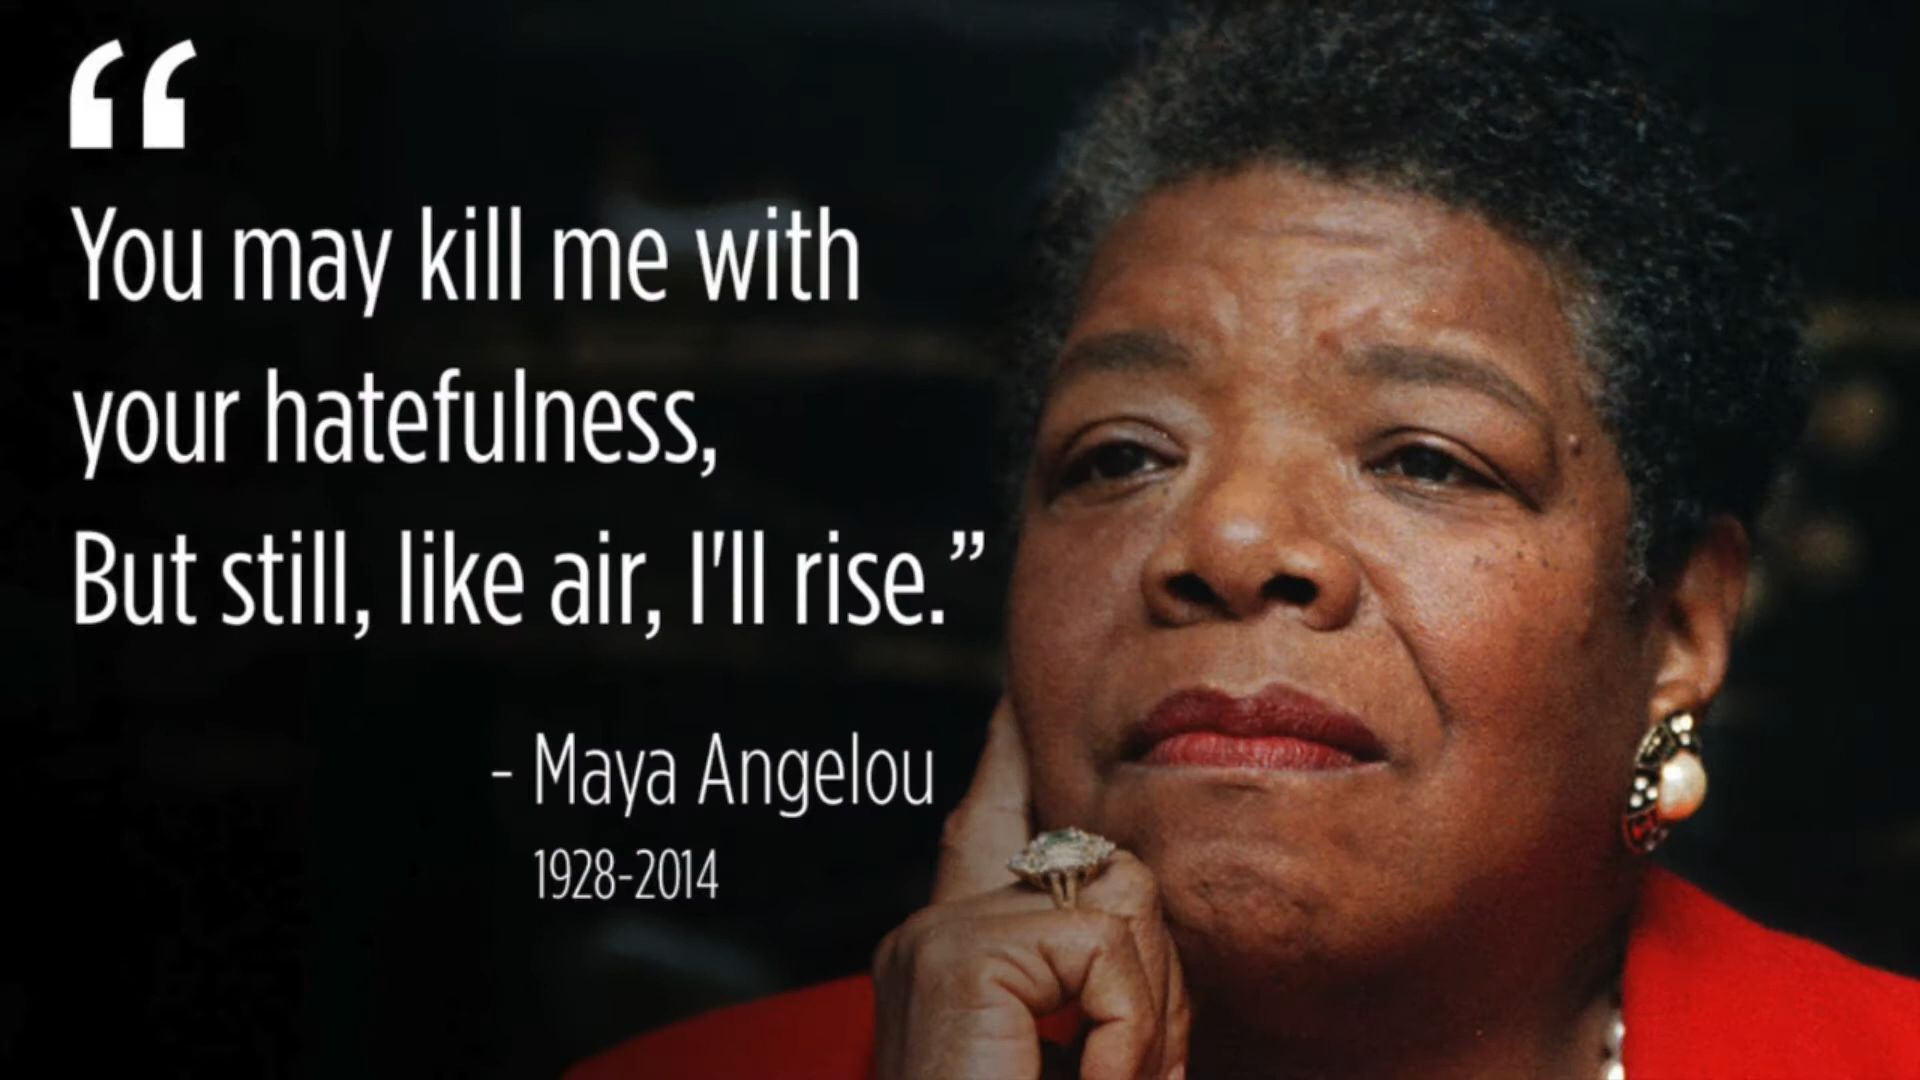 “
You may kill me with
your hatefulness,
But still, like air, I'll rise.”
- Maya Angelou
1928-2014